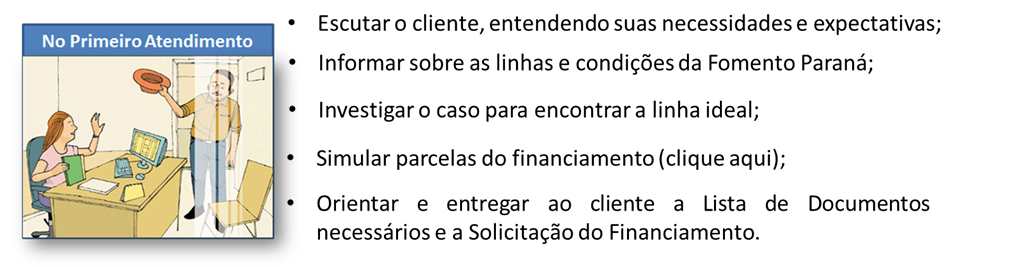 No Primeiro Atendimento
• Escutar o cliente, entendendo suas necessidades e expectativas;
• Informar sobre as linhas e condições da Fomento Paraná;
• Investigar o caso para encontrar a linha ideal;
• Simular parcelas do financiamento (clique aqui);
• Orientar e entregar ao cliente a Lista de Documentos
necessários e a Solicitação do Financiamento.